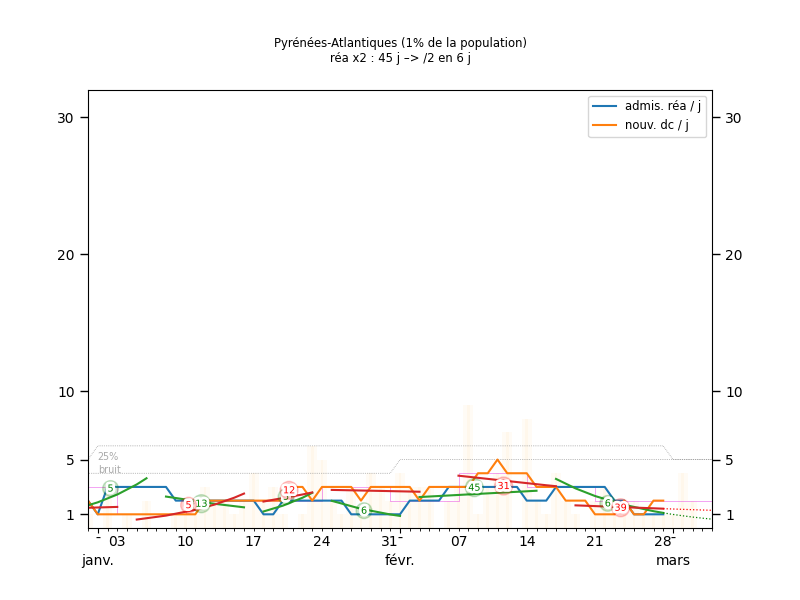 Pyrénées-Atlantiques (1% de la population)
réa x2 : 45 j –> /2 en 6 j
admis. réa / j
nouv. dc / j
30 30
20 20
10 10
5 5
1 1
25%
bruit
5 5 13 12 6 45 31 6 39
03 10 17 24 31 07 14 21 28
janv. févr. mars